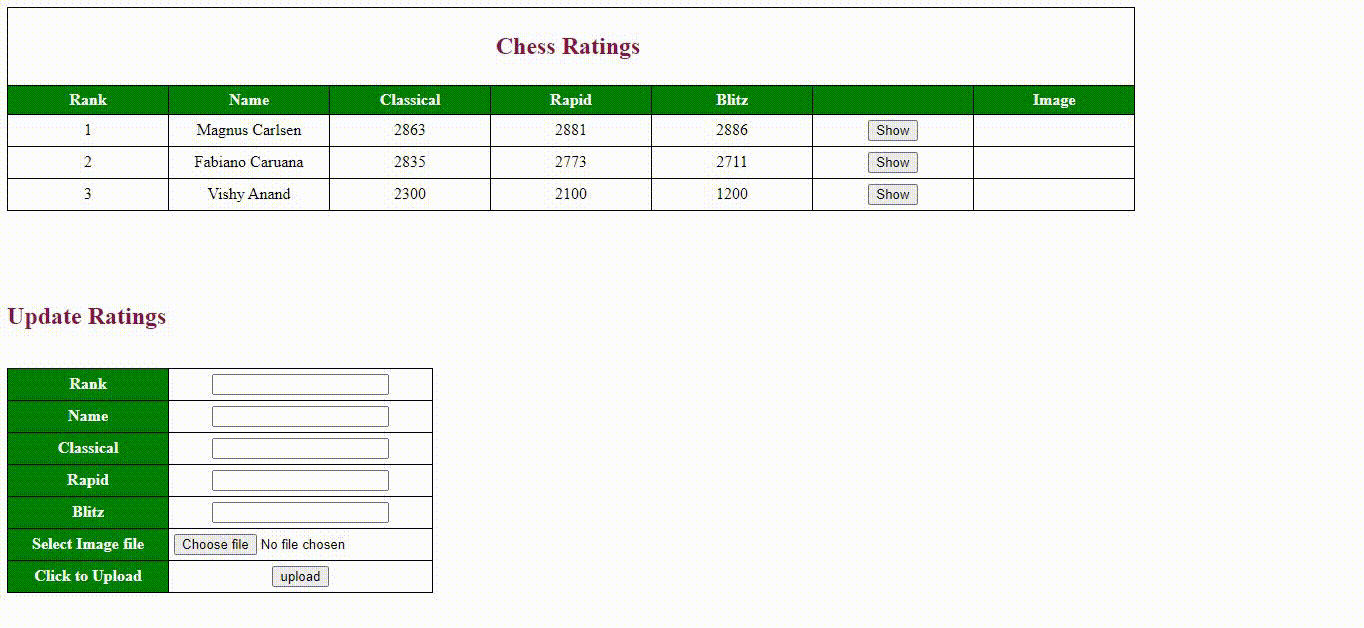 Chess Ratings
Rank Name Classical Rapid Blitz Image
1 Magnus Carlsen 2863 2881 2886 Show
2 Fabiano Caruana 2835 2773 2711 Show
3 Vishy Anand 2300 2100 1200 Show
Update Ratings
Rank
Name
Classical
Rapid
Blitz
Select Image file Choose file No file chosen
Click to Upload upload